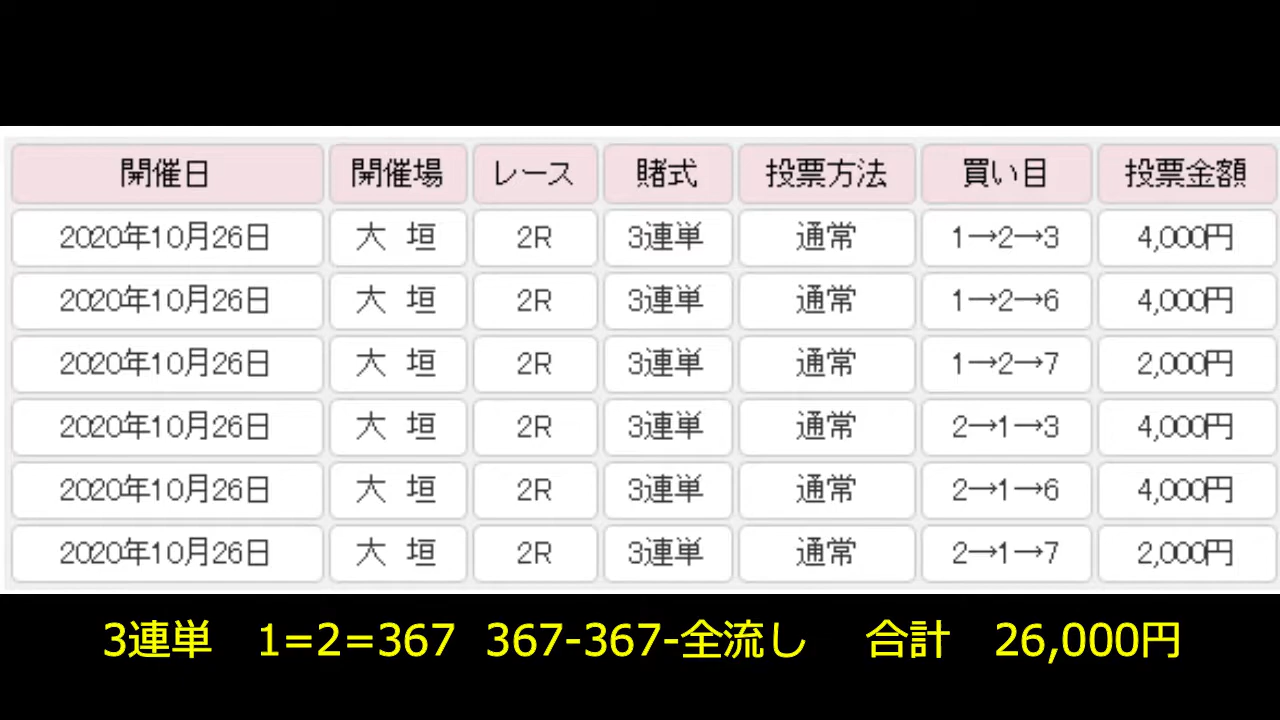 開催日 開催場 レース 賭式 投票方法 買い目 投票金額
2020年10月26日 大 垣 2R 3連単 通常 1→2→3 4,000円
2020年10月26日 大 垣 2R 3連単 通常 1→2→6 4,000円
2020年10月26日 大 垣 2R 3連単 通常 1→2→7 2,000円
2020年10月26日 大 垣 2R 3連単 通常 2→1→3 4,000円
2020年10月26日 大 垣 2R 3連単 通常 2→1→6 4,000円
2020年10月26日 大 垣 2R 3連単 通常 2→1→7 2,000円
3連単 1=2=367 367-367-全流し 合計 26,000円